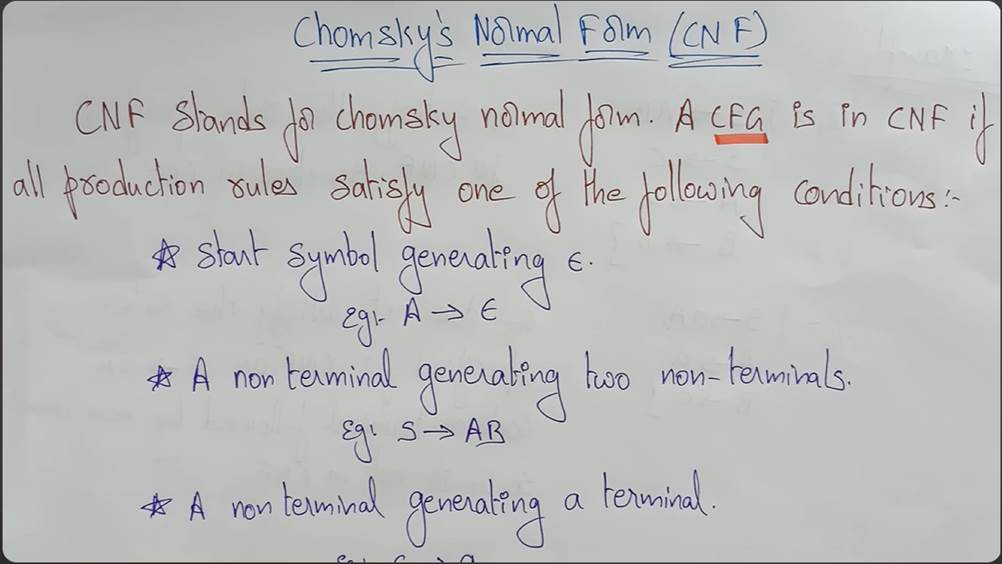 Chomsky's Normal Form (CNF)
CNF stands for chomsky normal form. A CFG is in CNF if
all production rules satisfy one of the following conditions:-
☆ Start symbol generating ε.
Eg:- A → ε
☆ A non terminal generating two non-terminals.
Eg:- S → AB
☆ A non terminal generating a terminal.